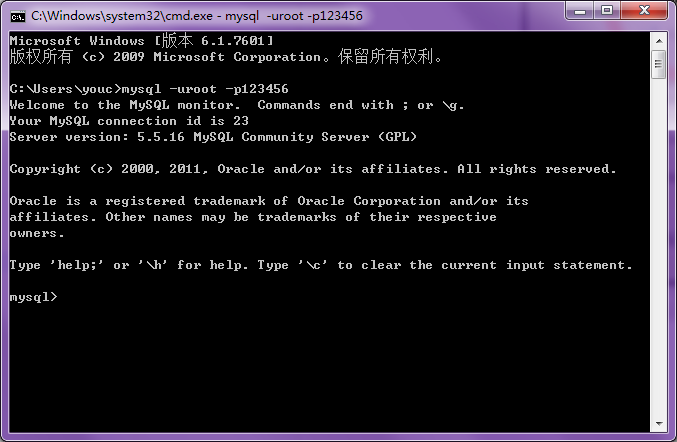 C:\Windows\system32\cmd.exe - mysql  -uroot -p123456
Microsoft Windows [版本 6.1.7601]
版权所有 (c) 2009 Microsoft Corporation。保留所有权利。
C:\Users\youc>mysql -uroot -p123456
Welcome to the MySQL monitor.  Commands end with ; or \g.
Your MySQL connection id is 23
Server version: 5.5.16 MySQL Community Server (GPL)
Copyright (c) 2000, 2011, Oracle and/or its affiliates. All rights reserved.
Oracle is a registered trademark of Oracle Corporation and/or its
affiliates. Other names may be trademarks of their respective
owners.
Type 'help;' or '\h' for help. Type '\c' to clear the current input statement.
mysql>